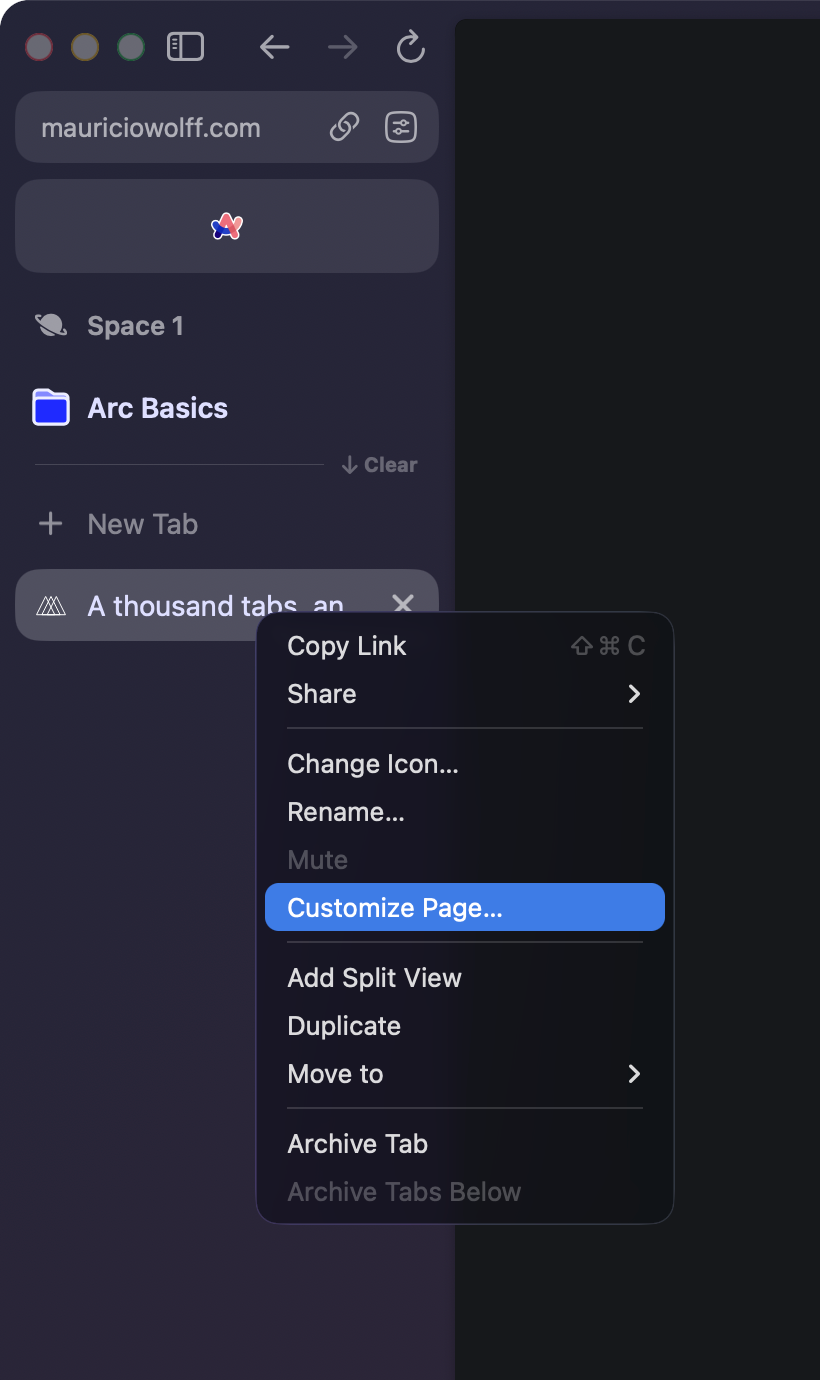 mauriciowolff.com
Space 1
Arc Basics
Clear
New Tab
A thousand tabs, an
Copy Link ⇧ ⌘ C
Share
Change Icon...
Rename...
Mute
Customize Page...
Add Split View
Duplicate
Move to
Archive Tab
Archive Tabs Below